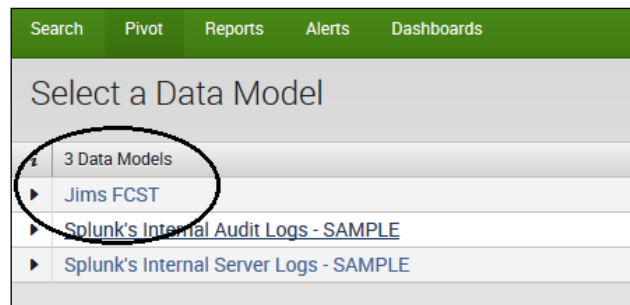 Search Pivot Reports Alerts Dashboards
Select a Data Model
i 3 Data Models
Jims FCST
Splunk's Internal Audit Logs - SAMPLE
Splunk's Internal Server Logs - SAMPLE